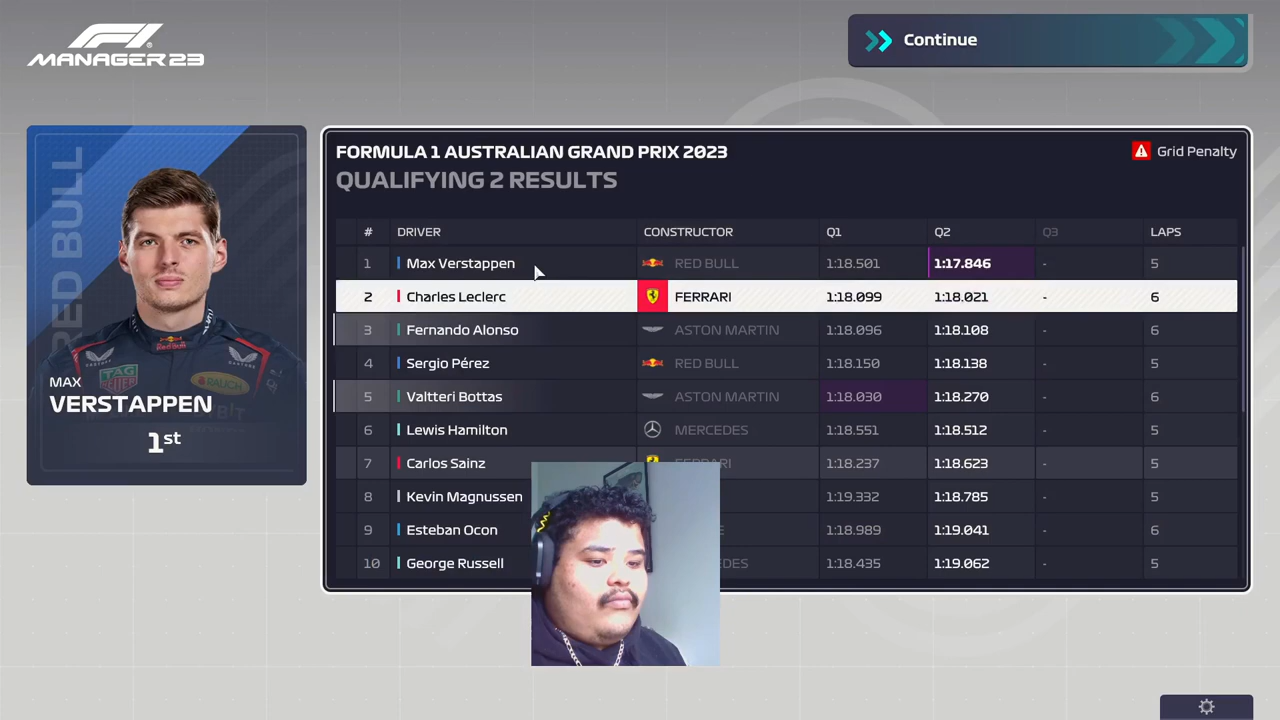 F1
MANAGER 23
Continue
RED BULL
MAX
VERSTAPPEN
1st
FORMULA 1 AUSTRALIAN GRAND PRIX 2023
Grid Penalty
QUALIFYING 2 RESULTS
# DRIVER CONSTRUCTOR Q1 Q2 Q3 LAPS
1 Max Verstappen RED BULL 1:18.501 1:17.846 - 5
2 Charles Leclerc FERRARI 1:18.099 1:18.021 - 6
3 Fernando Alonso ASTON MARTIN 1:18.096 1:18.108 - 6
4 Sergio Pérez RED BULL 1:18.150 1:18.138 - 5
5 Valtteri Bottas ASTON MARTIN 1:18.030 1:18.270 - 6
6 Lewis Hamilton MERCEDES 1:18.551 1:18.512 - 5
7 Carlos Sainz 1:18.237 1:18.623 - 5
8 Kevin Magnussen 1:19.332 1:18.785 - 5
9 Esteban Ocon 1:18.989 1:19.041 - 6
10 George Russell 1:18.435 1:19.062 - 5
TAG
RAUCH